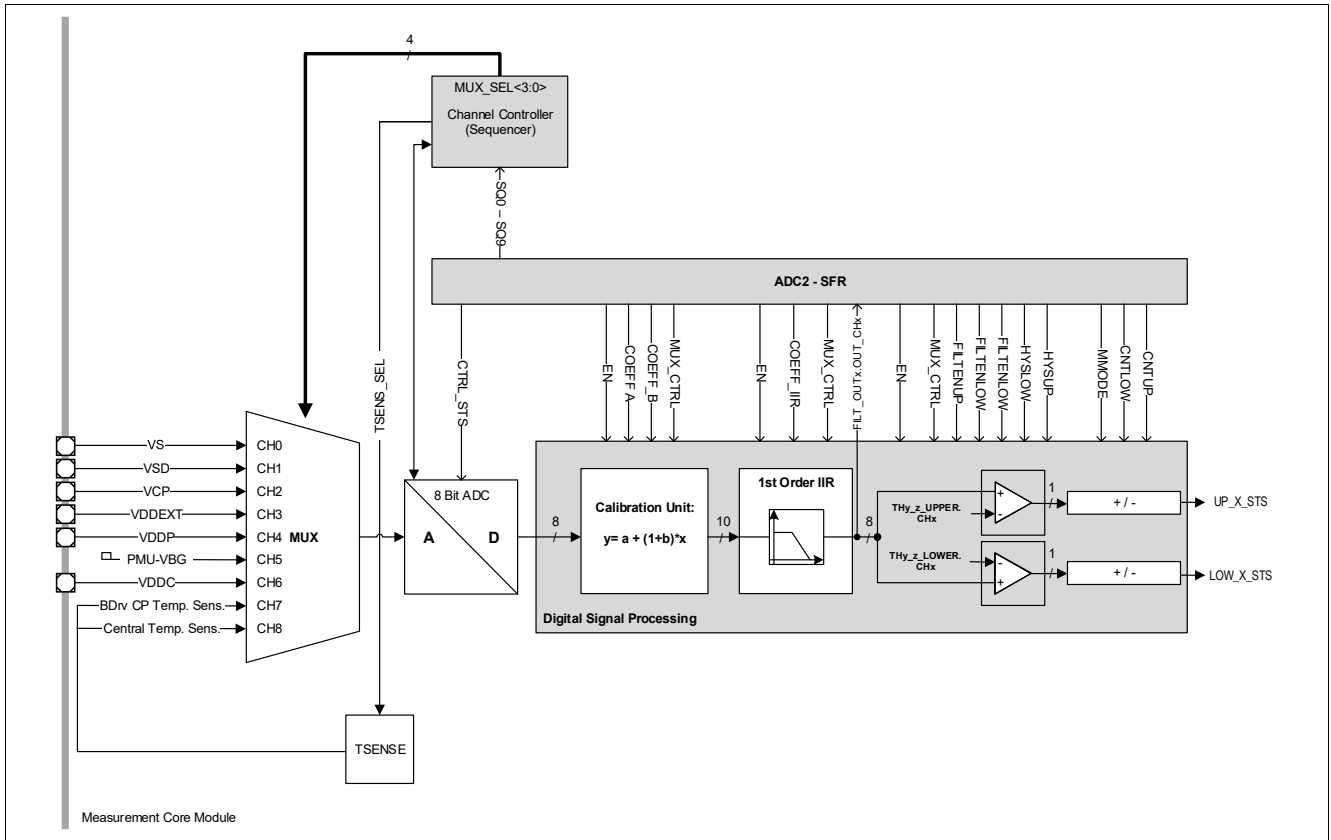 4
MUX_SEL<3:0>
Channel Controller
(Sequencer)
SQ0 – SQ9
ADC2 - SFR
TSENS_SEL
CTRL_STS
EN
COEFF A
COEFF_B
MUX_CTRL
EN
COEFF_IIR
MUX_CTRL
FILT_OUTx.OUT_CHx
EN
MUX_CTRL
FILTENUP
FILTENLOW
FILTENLOW
HYSLOW
HYSUP
MMODE
CNTLOW
CNTUP
VS
CH0
VSD
CH1
VCP
CH2
VDDEXT
CH3
VDDP
CH4
MUX
PMU-VBG
CH5
VDDC
CH6
BDrv CP Temp. Sens.
CH7
Central Temp. Sens.
CH8
8 Bit ADC
A
D
8
Calibration Unit:
y= a + (1+b)*x
10
1st Order IIR
8
THy_z_UPPER.
CHx
+
-
1
+ / -
UP_X_STS
THy_z_LOWER.
CHx
-
+
1
+ / -
LOW_X_STS
Digital Signal Processing
TSENSE
Measurement Core Module